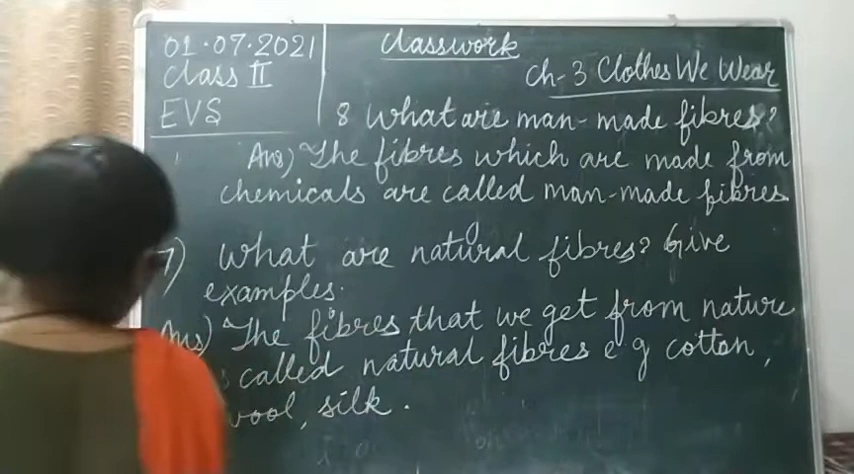 01.07.2021
Class II
EVS
Classwork
Ch-3 Clothes We Wear
8 What are man-made fibres?
Ans) The fibres which are made from
chemicals are called man-made fibres
7) What are natural fibres? Give
examples.
Ans) The fibres that we get from nature
called natural fibres e g cotton,
wool, silk.